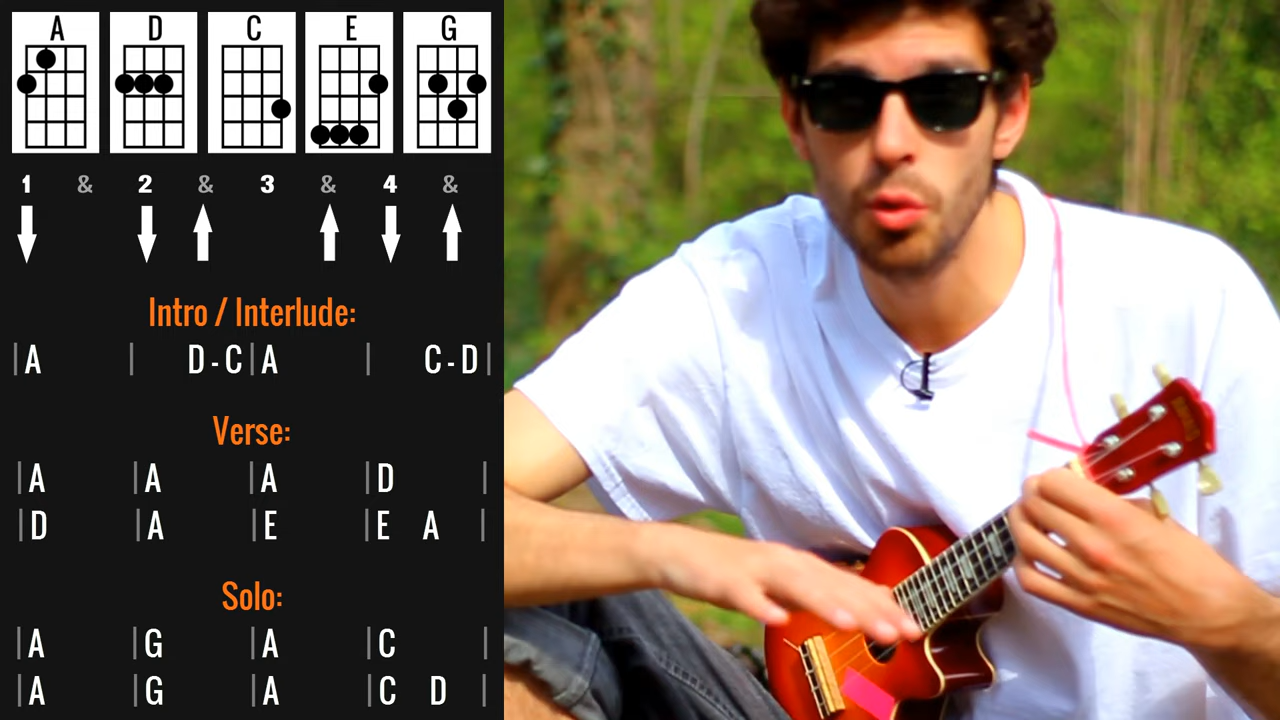 A D C E G
1 & 2 & 3 & 4 &
Intro / Interlude:
|A | D-C|A | C-D|
Verse:
|A |A |A |D |
|D |A |E |E A |
Solo:
|A |G |A |C |
|A |G |A |C D |